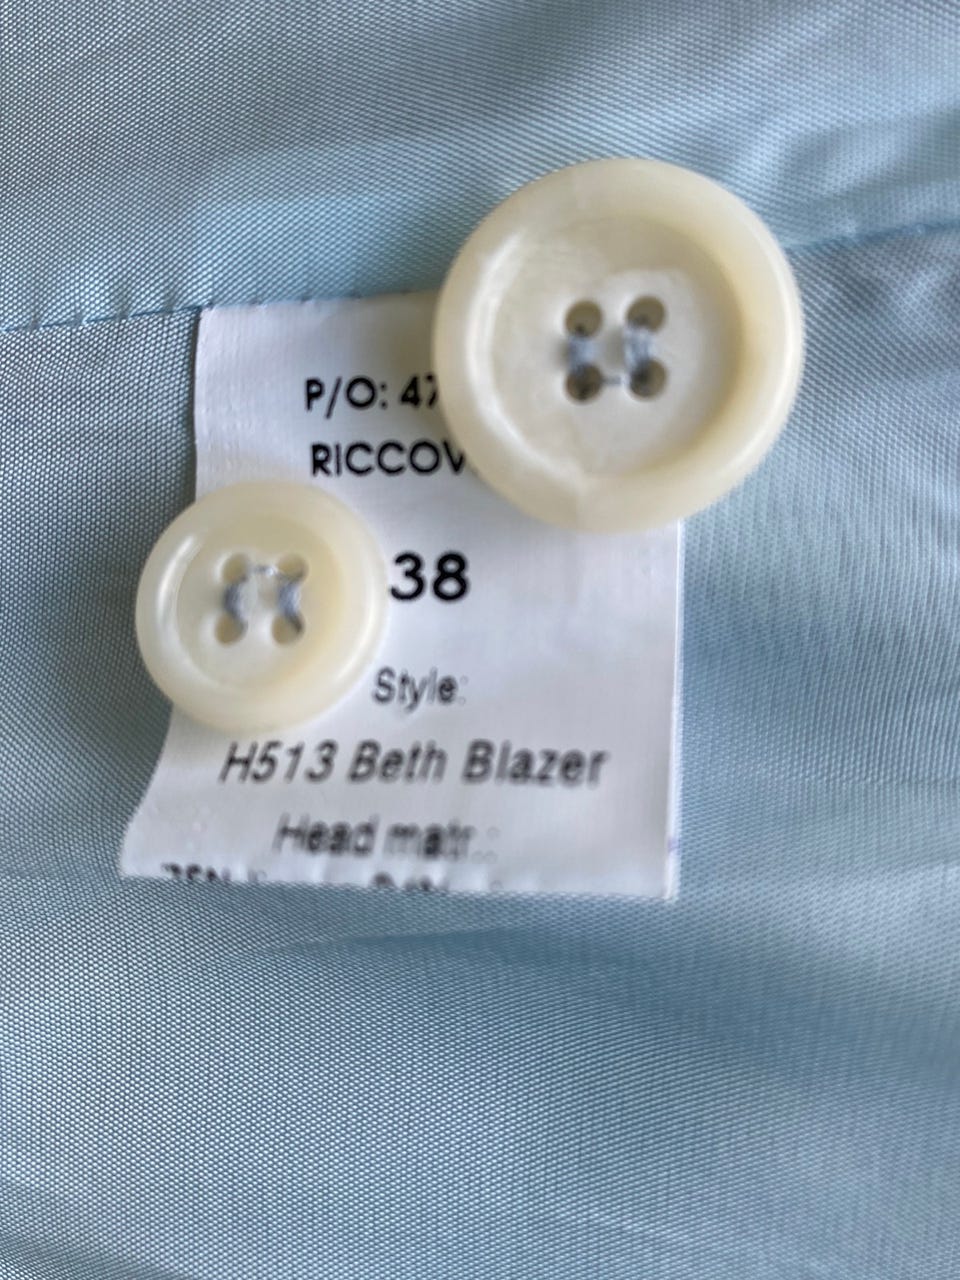 P/O: 47
RICCOV
38
Style:
H513 Beth Blazer
Head matr.: